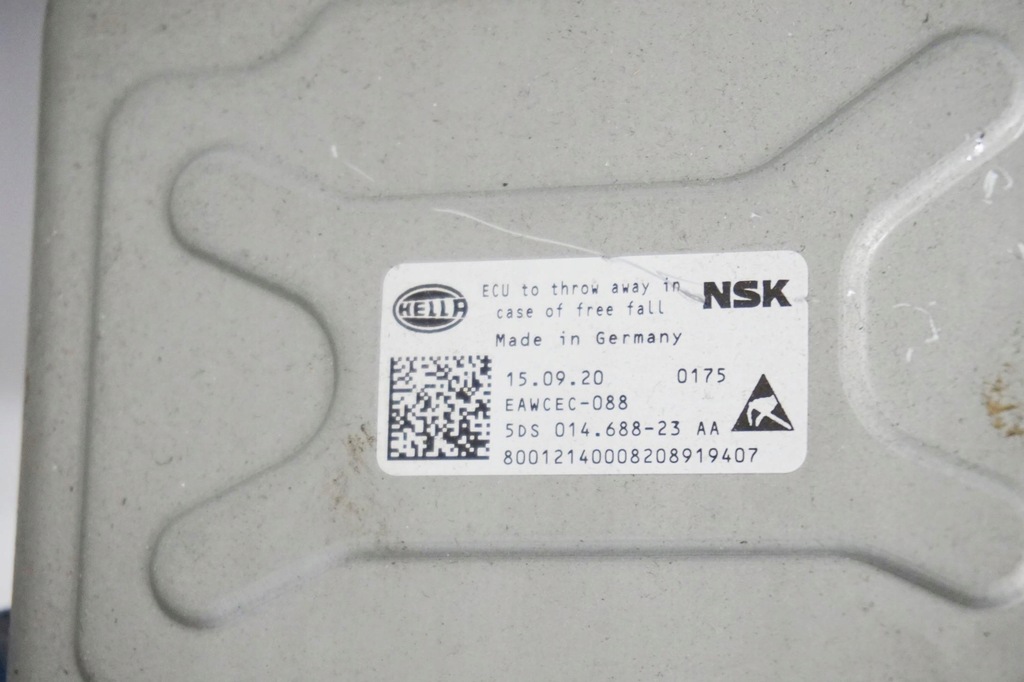 HELLA
ECU to throw away in
case of free fall
NSK
Made in Germany
15.09.20 0175
EAWCEC-088
5DS 014.688-23 AA
80012140008208919407